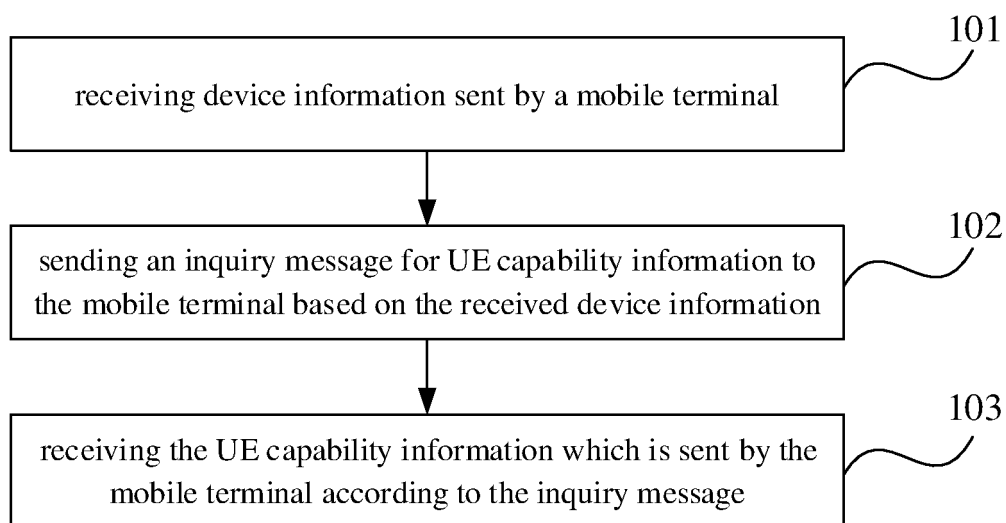 101
receiving device information sent by a mobile terminal
102
sending an inquiry message for UE capability information to
the mobile terminal based on the received device information
103
receiving the UE capability information which is sent by the
mobile terminal according to the inquiry message